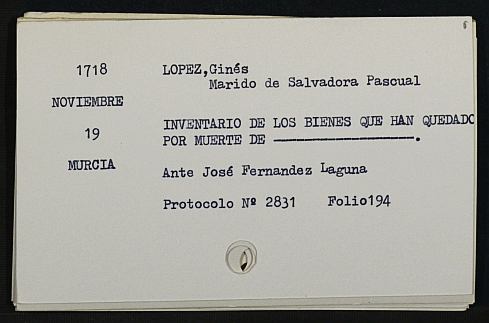 1718
NOVIEMBRE
19
MURCIA
LOPEZ,Ginés
Marido de Salvadora Pascual
INVENTARIO DE LOS BIENES QUE HAN QUEDADO
POR MUERTE DE ————————————.
Ante José Fernandez Laguna
Protocolo Nº 2831 Folio194